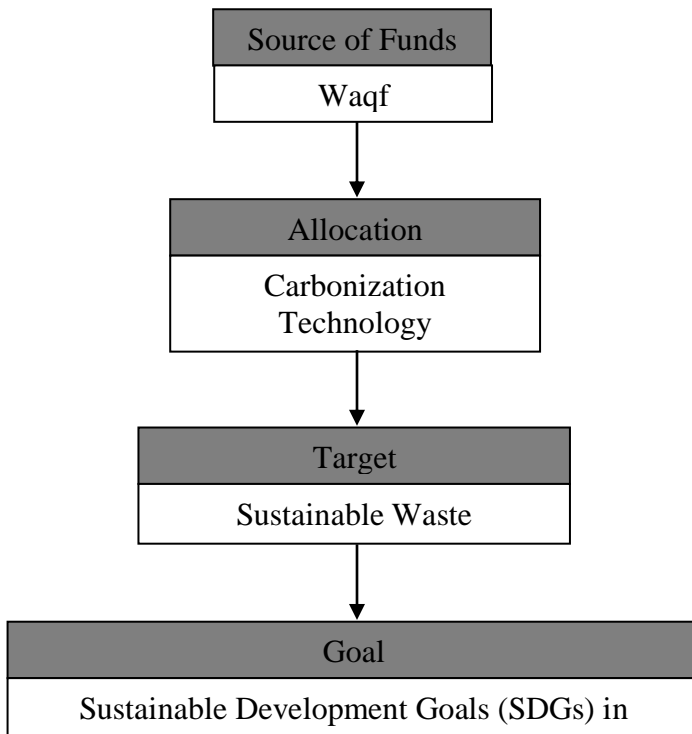 Source of Funds
Waqf
Allocation
Carbonization
Technology
Target
Sustainable Waste
Goal
Sustainable Development Goals (SDGs) in